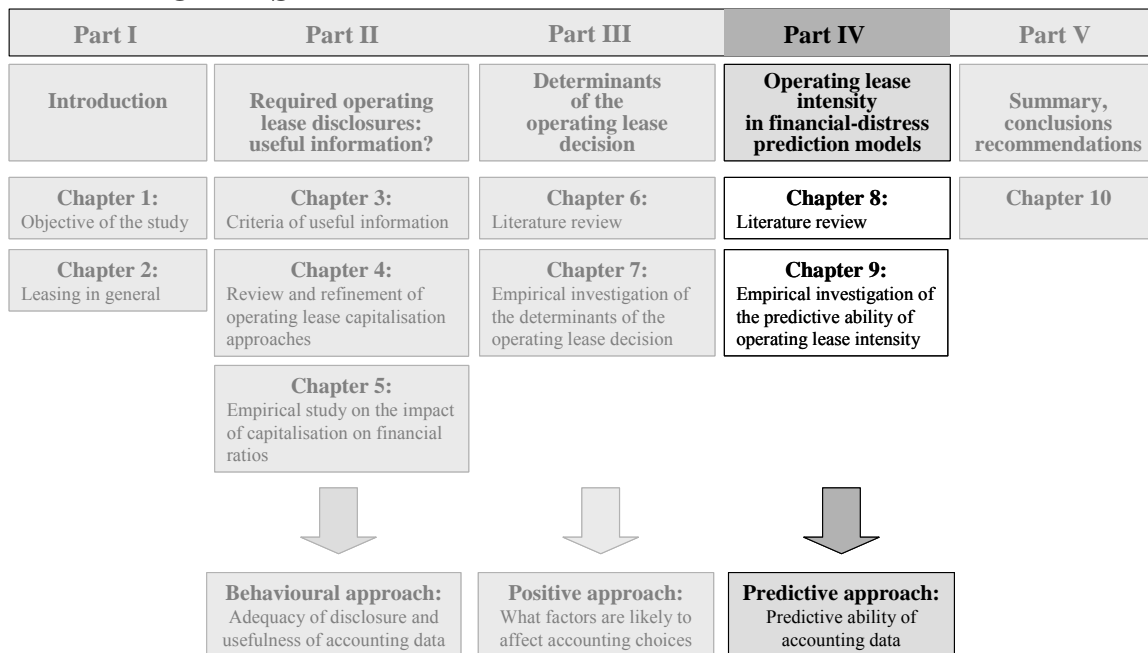 Part I
Part II
Part III
Part IV
Part V
Introduction
Required operating
lease disclosures:
useful information?
Determinants
of the
operating lease
decision
Operating lease
intensity
in financial-distress
prediction models
Summary,
conclusions
recommendations
Chapter 1:
Objective of the study
Chapter 2:
Leasing in general
Chapter 3:
Criteria of useful information
Chapter 4:
Review and refinement of
operating lease capitalisation
approaches
Chapter 5:
Empirical study on the impact
of capitalisation on financial
ratios
Chapter 6:
Literature review
Chapter 7:
Empirical investigation of
the determinants of the
operating lease decision
Chapter 8:
Literature review
Chapter 9:
Empirical investigation of
the predictive ability of
operating lease intensity
Chapter 10
Behavioural approach:
Adequacy of disclosure and
usefulness of accounting data
Positive approach:
What factors are likely to
affect accounting choices
Predictive approach:
Predictive ability of
accounting data